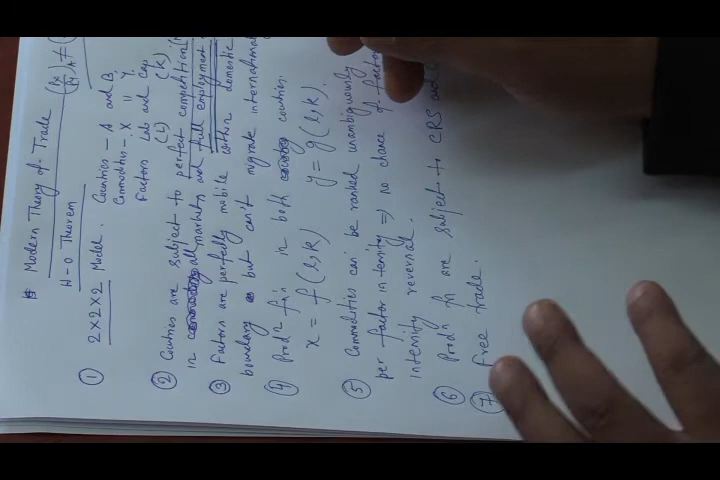 Modern Theory of Trade
H-O Theorem
① 2×2×2 Model. Countries - A and B
Commodities - X " Y
Factors Lab and Cap
(L) (K)
② Coutries are subject to perfect competition
in all markets and full employment
③ Factors are perfectly mobile within domestic
boundary but can't migrate international
④ Prodⁿ fⁿ in both countries.
x = f(l, k) y = g(l, k).
⑤ Commodities can be ranked unambiguously
per factor intensity ⇒ no chance of factor
intensity reversal.
⑥ Prodⁿ fn are subject to CRS and
⑦ Free trade.